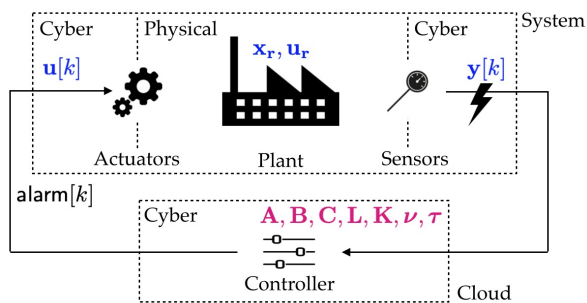 Cyber Physical Cyber System
u[k] x_r, u_r y[k]
Actuators Plant Sensors
alarm[k]
Cyber A, B, C, L, K, ν, τ
Controller
Cloud